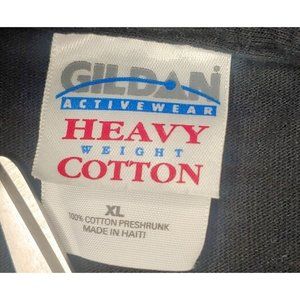 GILDAN
ACTIVEWEAR
HEAVY
WEIGHT
COTTON
XL
100% COTTON PRESHRUNK
MADE IN HAITI